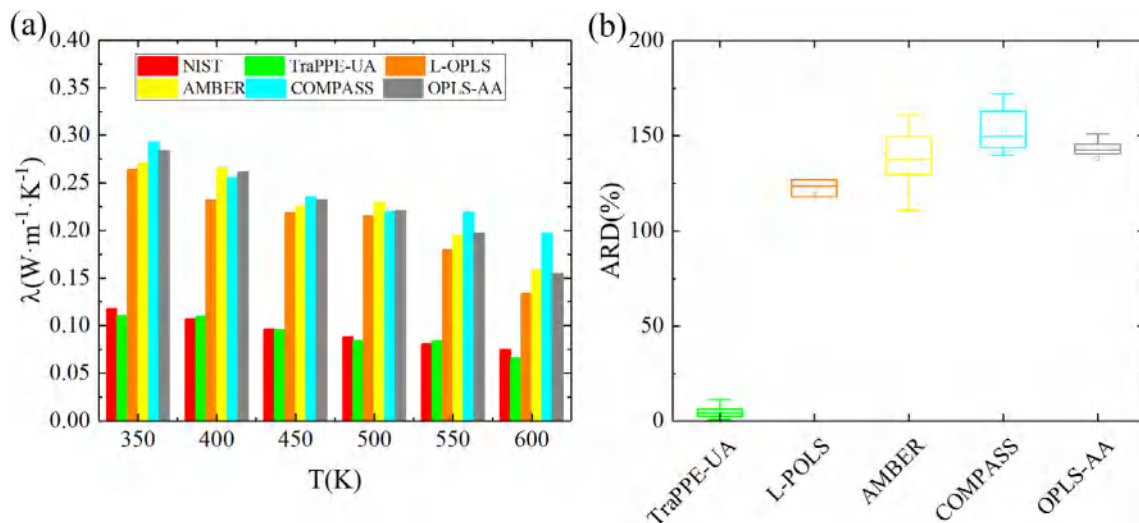 (a)
0.40
0.35
0.30
0.25
0.20
0.15
0.10
0.05
0.00
λ(W·m⁻¹·K⁻¹)
NIST TraPPE-UA L-OPLS
AMBER COMPASS OPLS-AA
350 400 450 500 550 600
T(K)
(b)
200
150
100
50
0
ARD(%)
TraPPE-UA
L-POLS
AMBER
COMPASS
OPLS-AA